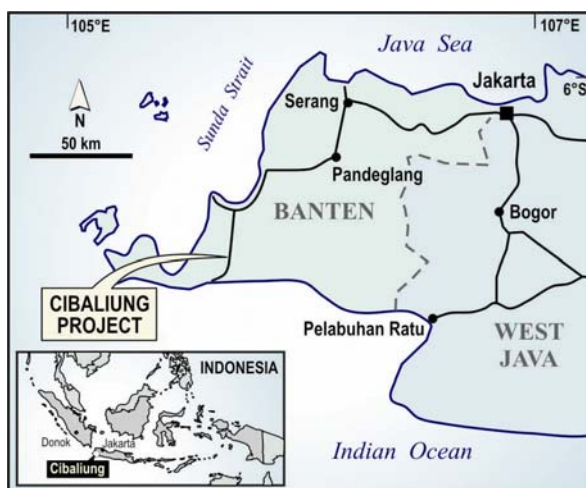 105°E
107°E
Java Sea
Jakarta
6°S
Sunda Strait
Serang
N
50 km
Pandeglang
BANTEN
Bogor
CIBALIUNG
PROJECT
Pelabuhan Ratu
WEST
JAVA
INDONESIA
Donok
Jakarta
Cibaliung
Indian Ocean